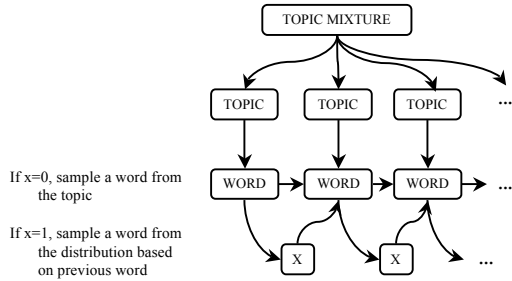 TOPIC MIXTURE
TOPIC TOPIC TOPIC ...
If x=0, sample a word from
the topic
WORD WORD WORD ...
If x=1, sample a word from
the distribution based
on previous word
X X ...